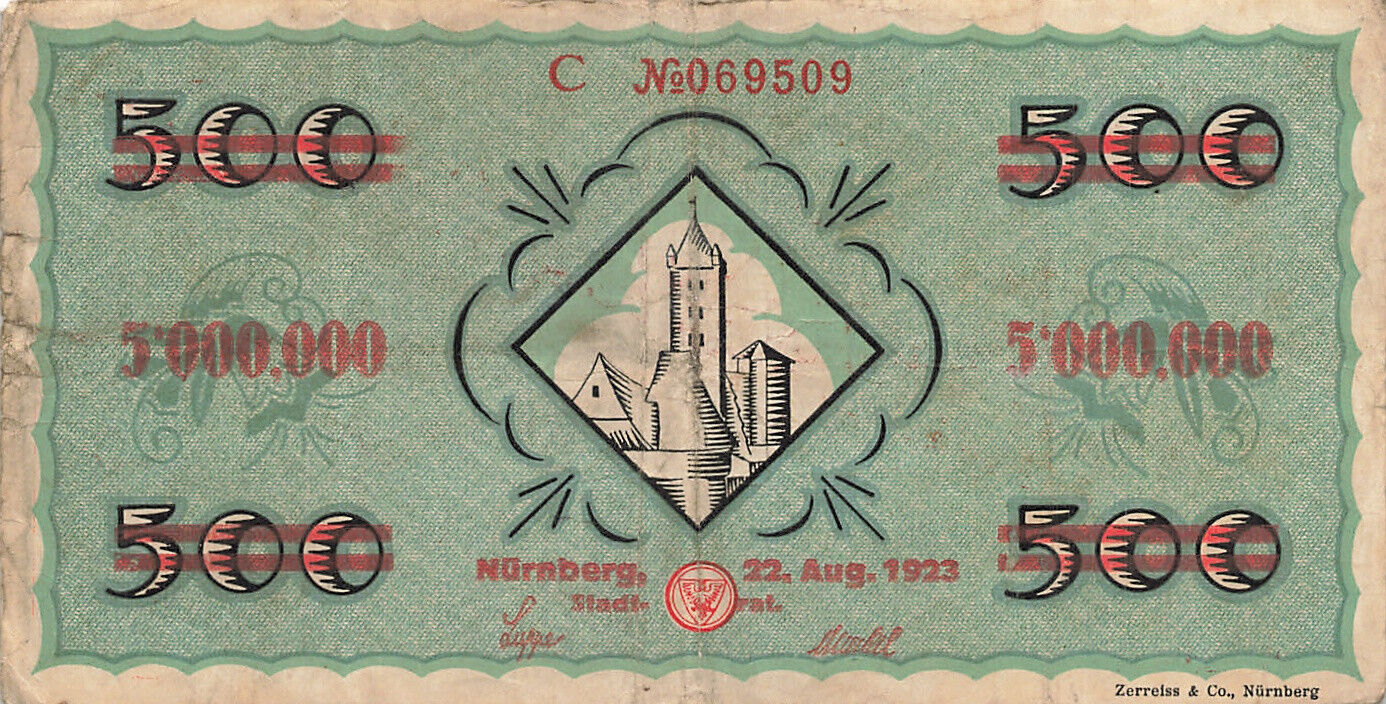 C №069509
500 500
5'000.000 5'000.000
500 500
Nürnberg, 22. Aug. 1923
Stadt- rat.
Luppe
Zerreiss & Co., Nürnberg